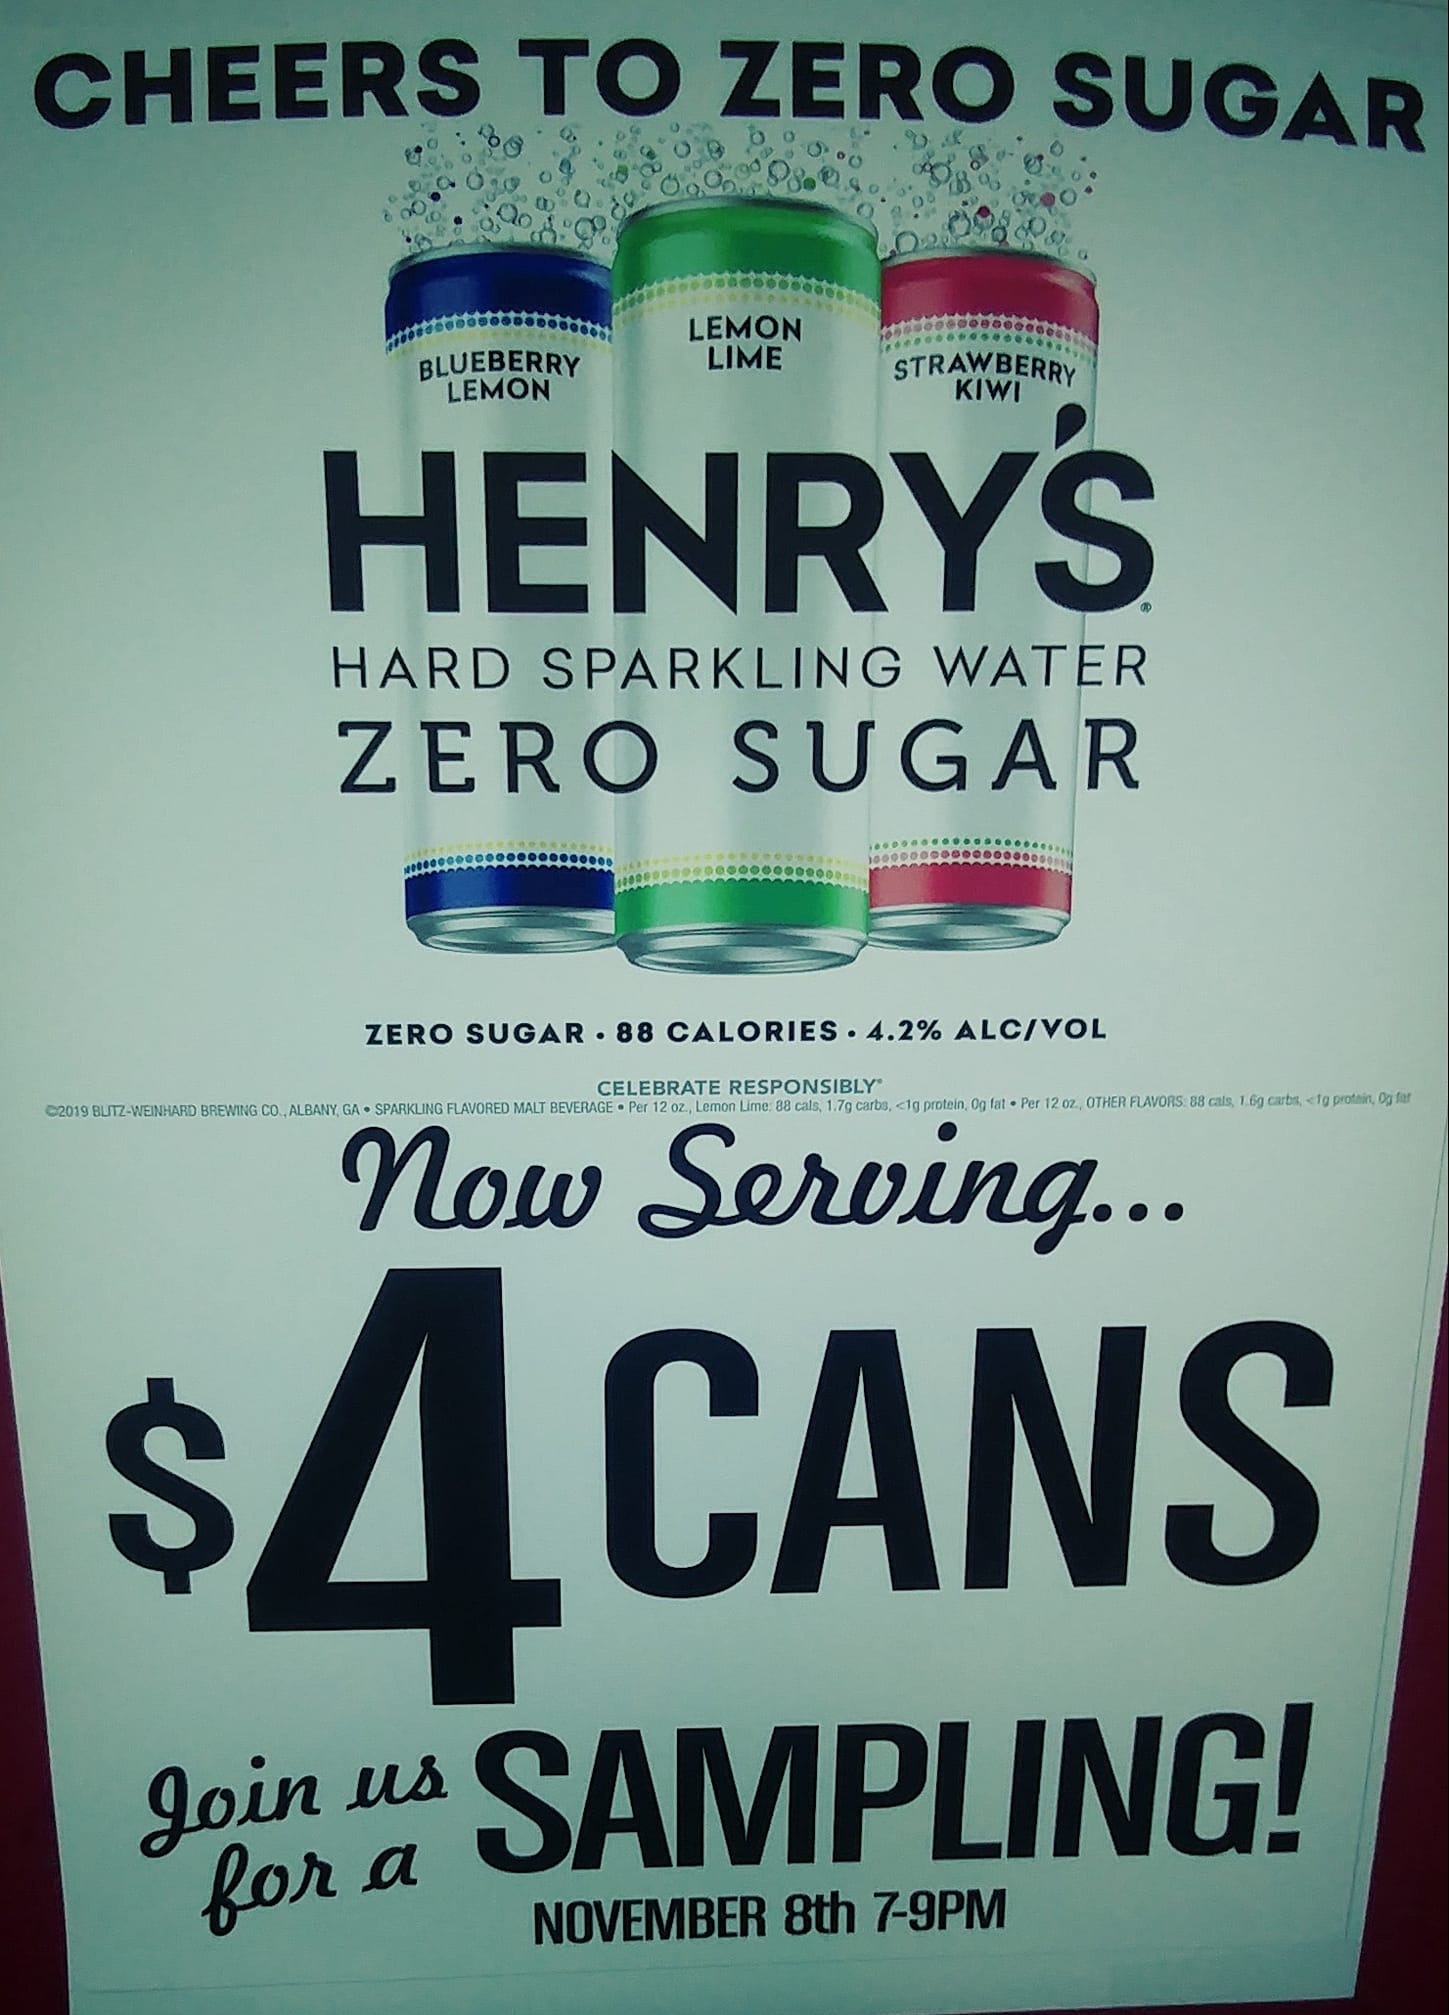 CHEERS TO ZERO SUGAR
BLUEBERRY
LEMON
LEMON
LIME
STRAWBERRY
KIWI
HENRY'S®
HARD SPARKLING WATER
ZERO SUGAR
ZERO SUGAR • 88 CALORIES • 4.2% ALC/VOL
CELEBRATE RESPONSIBLY®
©2019 BLITZ-WEINHARD BREWING CO., ALBANY, GA • SPARKLING FLAVORED MALT BEVERAGE • Per 12 oz., Lemon Lime: 88 cals, 1.7g carbs, <1g protein, 0g fat • Per 12 oz., OTHER FLAVORS: 88 cals, 1.6g carbs, <1g protein, 0g fat
Now Serving...
$4 CANS
Join us
for a SAMPLING!
NOVEMBER 8th 7-9PM